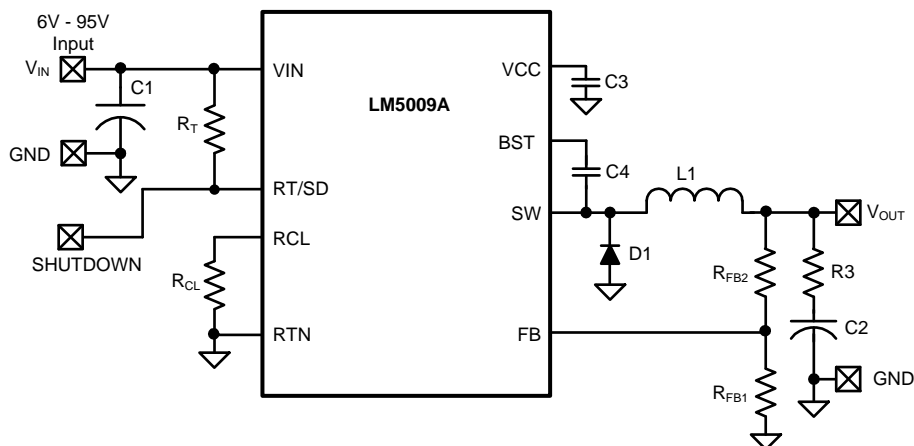 6V - 95V
Input
VIN
C1
GND
RT
SHUTDOWN
RCL
VIN
RT/SD
RCL
RTN
LM5009A
VCC
BST
SW
FB
C3
C4
L1
D1
RFB2
RFB1
R3
C2
VOUT
GND